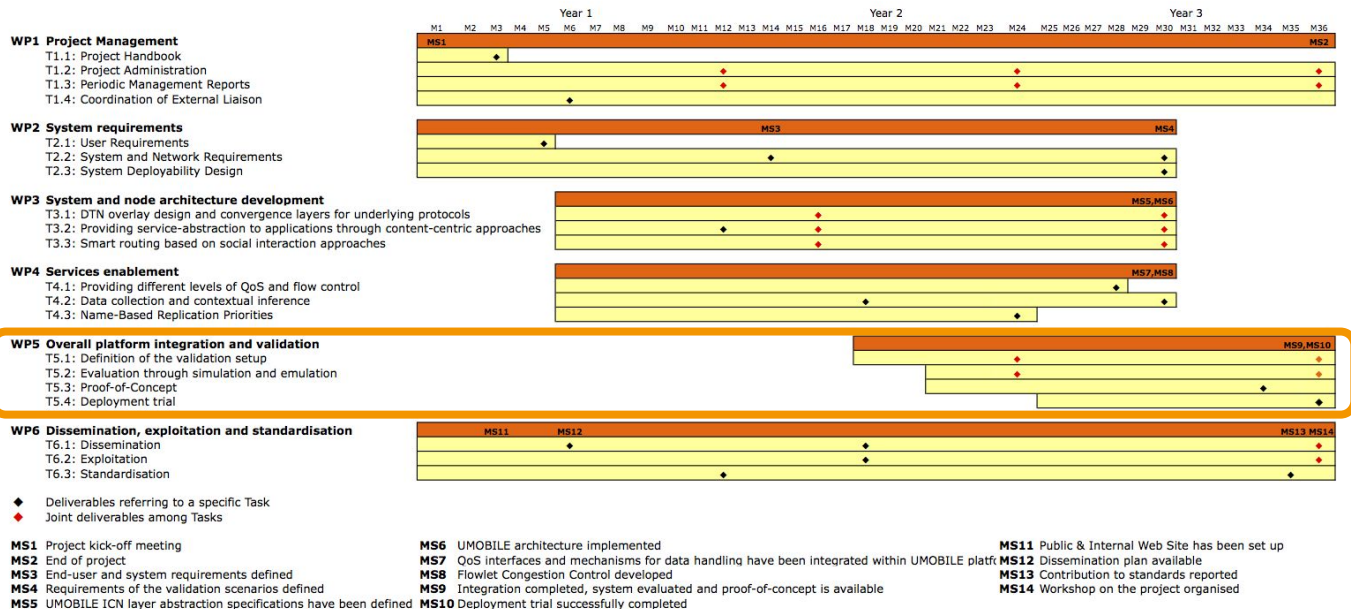 Year 1 Year 2 Year 3
M1 M2 M3 M4 M5 M6 M7 M8 M9 M10 M11 M12 M13 M14 M15 M16 M17 M18 M19 M20 M21 M22 M23 M24 M25 M26 M27 M28 M29 M30 M31 M32 M33 M34 M35 M36
WP1 Project Management MS1 MS2
T1.1: Project Handbook
T1.2: Project Administration
T1.3: Periodic Management Reports
T1.4: Coordination of External Liaison
WP2 System requirements MS3 MS4
T2.1: User Requirements
T2.2: System and Network Requirements
T2.3: System Deployability Design
WP3 System and node architecture development MS5,MS6
T3.1: DTN overlay design and convergence layers for underlying protocols
T3.2: Providing service-abstraction to applications through content-centric approaches
T3.3: Smart routing based on social interaction approaches
WP4 Services enablement MS7,MS8
T4.1: Providing different levels of QoS and flow control
T4.2: Data collection and contextual inference
T4.3: Name-Based Replication Priorities
WP5 Overall platform integration and validation MS9,MS10
T5.1: Definition of the validation setup
T5.2: Evaluation through simulation and emulation
T5.3: Proof-of-Concept
T5.4: Deployment trial
WP6 Dissemination, exploitation and standardisation MS11 MS12 MS13 MS14
T6.1: Dissemination
T6.2: Exploitation
T6.3: Standardisation
Deliverables referring to a specific Task
Joint deliverables among Tasks
MS1 Project kick-off meeting
MS2 End of project
MS3 End-user and system requirements defined
MS4 Requirements of the validation scenarios defined
MS5 UMOBILE ICN layer abstraction specifications have been defined
MS6 UMOBILE architecture implemented
MS7 QoS interfaces and mechanisms for data handling have been integrated within UMOBILE platfo
MS8 Flowlet Congestion Control developed
MS9 Integration completed, system evaluated and proof-of-concept is available
MS10 Deployment trial successfully completed
MS11 Public & Internal Web Site has been set up
MS12 Dissemination plan available
MS13 Contribution to standards reported
MS14 Workshop on the project organised